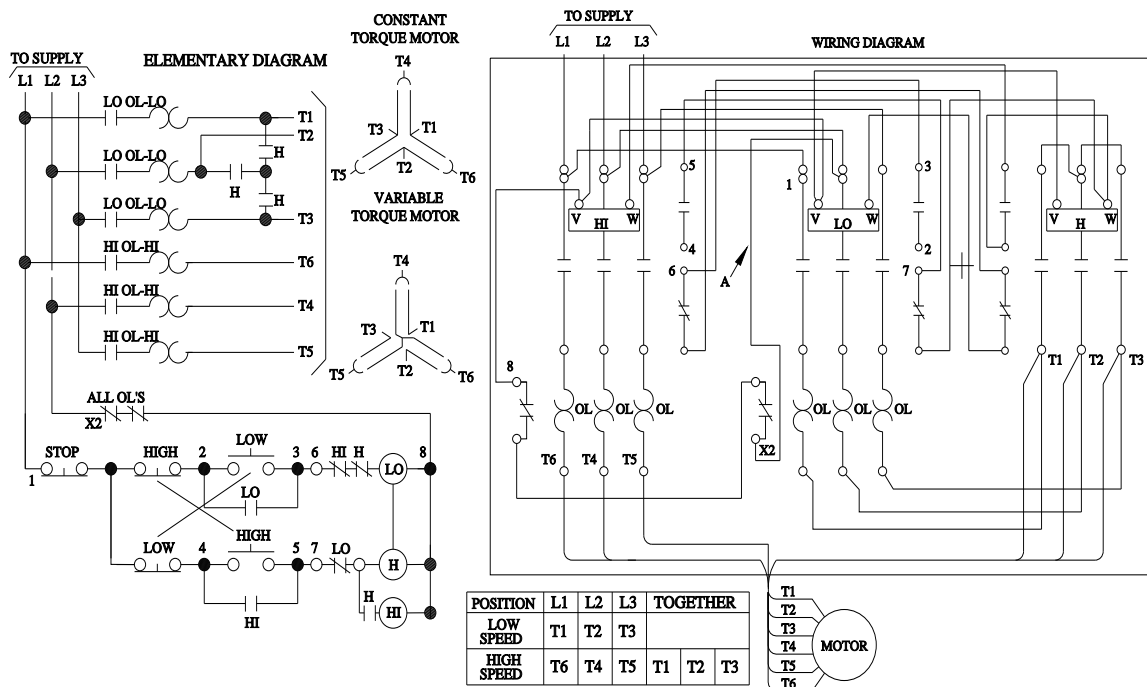 CONSTANT
TORQUE MOTOR
TO SUPPLY
L1 L2 L3
ELEMENTARY DIAGRAM
LO OL-LO
T1
T2
H
LO OL-LO
H
H
LO OL-LO
T3
HI OL-HI
T6
HI OL-HI
T4
HI OL-HI
T5
T4
T3 T1
T5 T2 T6
VARIABLE
TORQUE MOTOR
T4
T3 T1
T5 T2 T6
ALL OL'S
X2
STOP
1
HIGH
2
LOW
3 6 HI H
LO
8
LO
HIGH
LOW
4
5 7 LO
H
HI
H
HI
TO SUPPLY
L1 L2 L3
WIRING DIAGRAM
5 1 3
V HI W
V LO W
V H W
4 2
6 A 7
T1 T2 T3
8
OL OL OL
OL OL OL
X2
T6 T4 T5
POSITION L1 L2 L3 TOGETHER
LOW
SPEED
T1 T2 T3
HIGH
SPEED
T6 T4 T5 T1 T2 T3
T1
T2
T3
T4
T5
T6
MOTOR